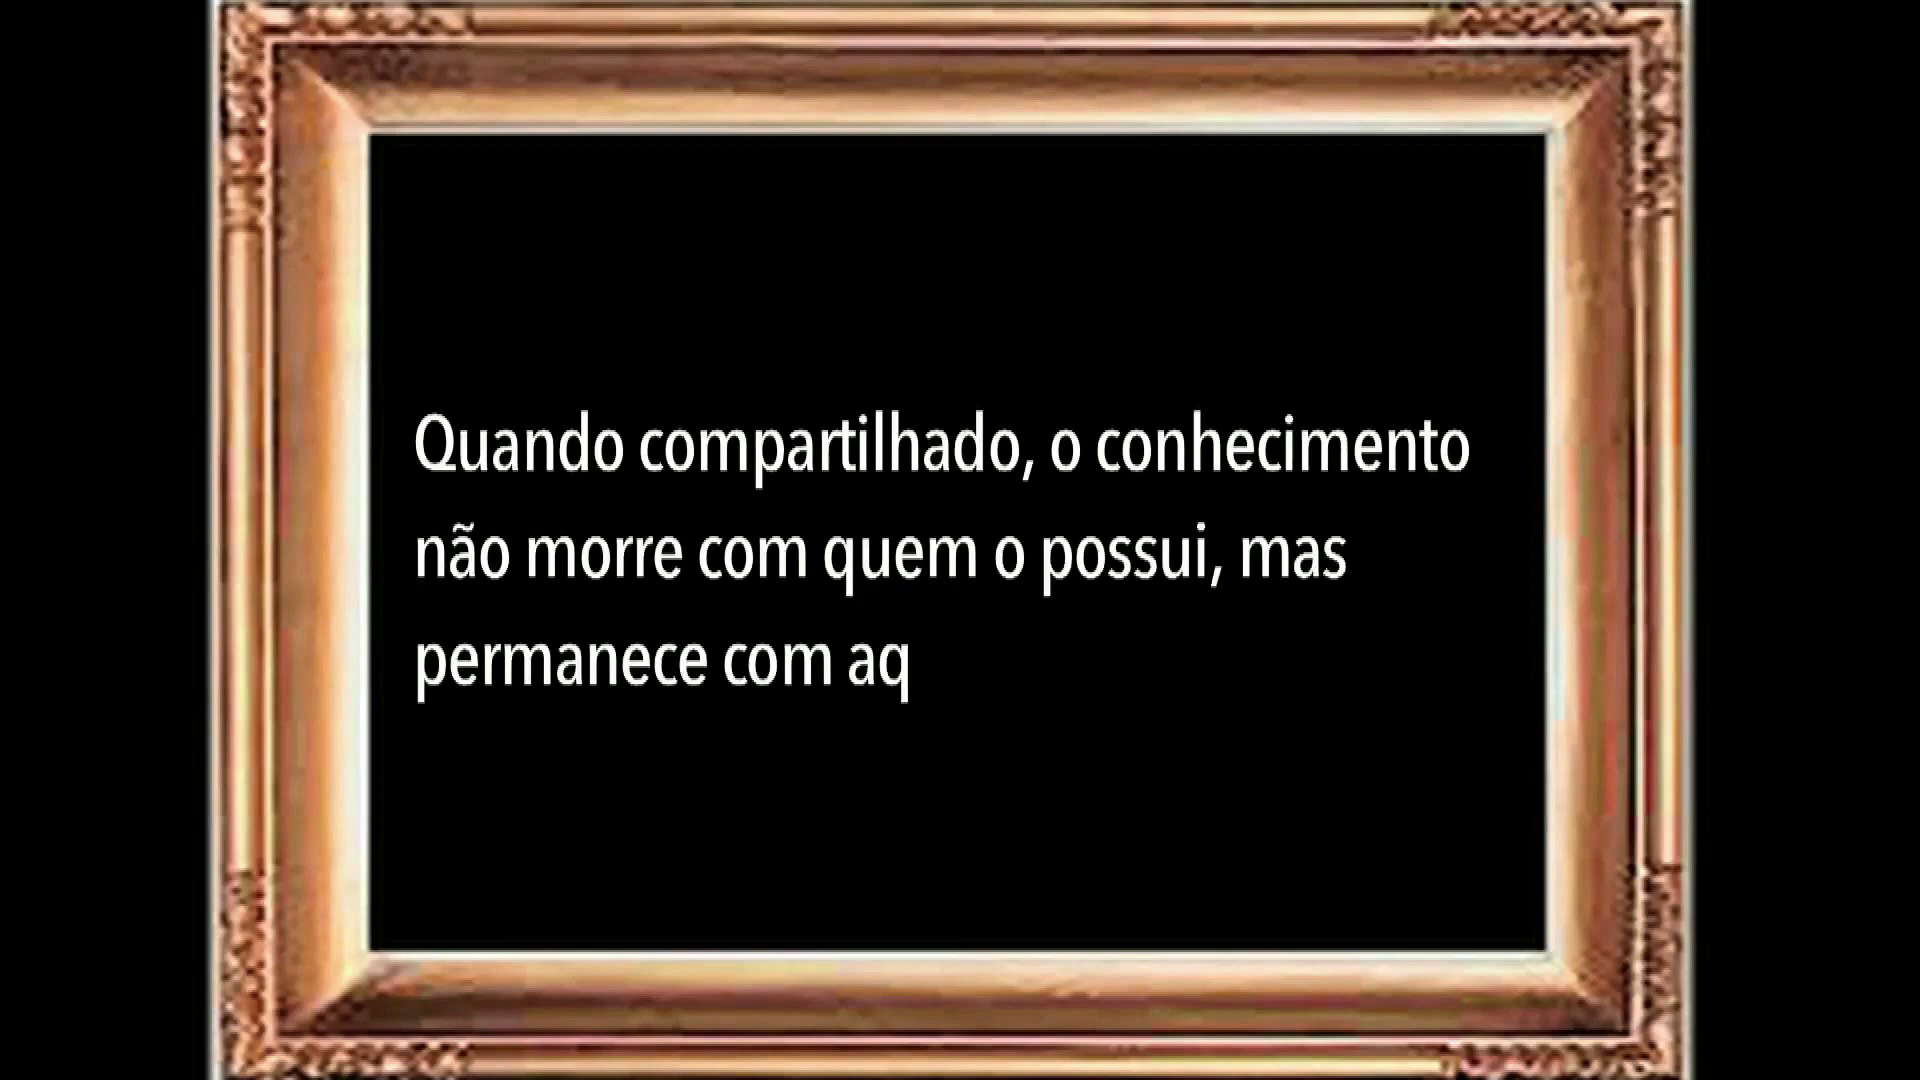 Quando compartilhado, o conhecimento
não morre com quem o possui, mas
permanece com aq